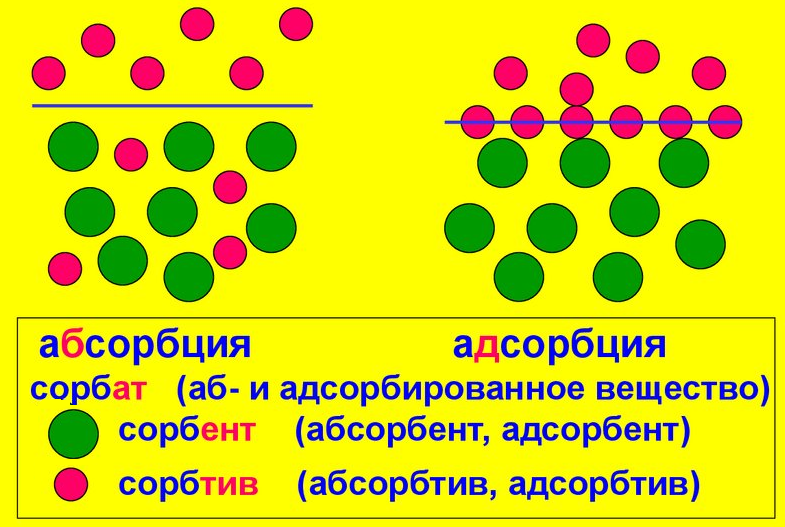 абсорбция адсорбция
сорбат (аб- и адсорбированное вещество)
сорбент (абсорбент, адсорбент)
сорбтив (абсорбтив, адсорбтив)